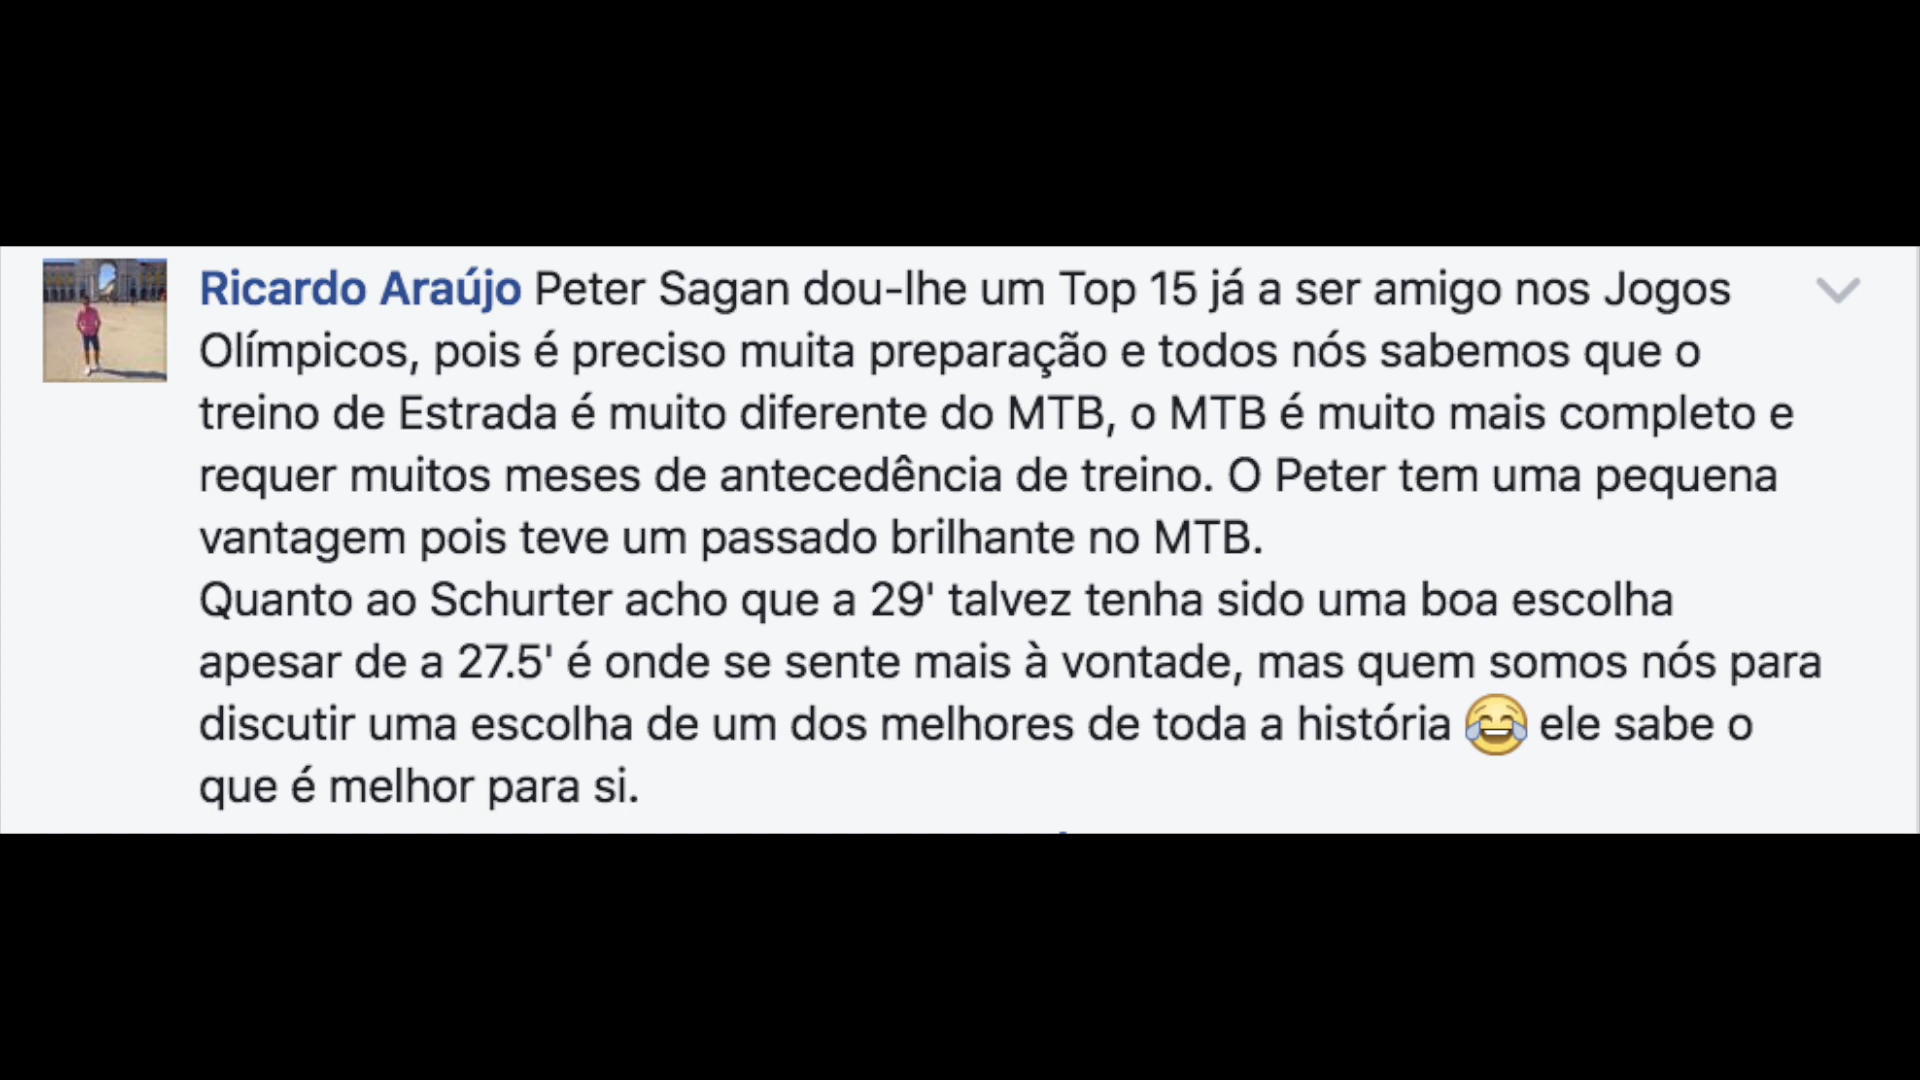 Ricardo Araújo Peter Sagan dou-lhe um Top 15 já a ser amigo nos Jogos
Olímpicos, pois é preciso muita preparação e todos nós sabemos que o
treino de Estrada é muito diferente do MTB, o MTB é muito mais completo e
requer muitos meses de antecedência de treino. O Peter tem uma pequena
vantagem pois teve um passado brilhante no MTB.
Quanto ao Schurter acho que a 29' talvez tenha sido uma boa escolha
apesar de a 27.5' é onde se sente mais à vontade, mas quem somos nós para
discutir uma escolha de um dos melhores de toda a história 😂 ele sabe o
que é melhor para si.